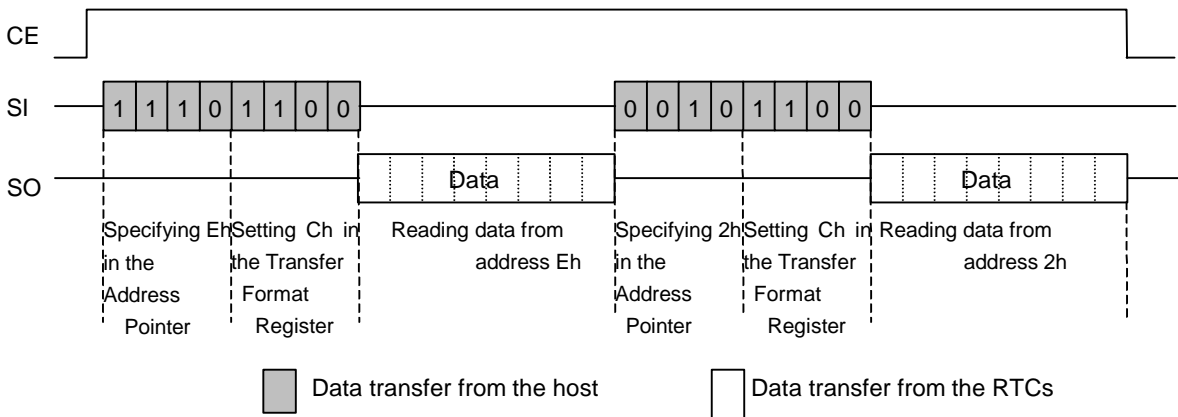 CE
SI
1 1 1 0 1 1 0 0
0 0 1 0 1 1 0 0
SO
Data
Data
Specifying Eh
in the
Address
Pointer
Setting Ch in
the Transfer
Format
Register
Reading data from
address Eh
Specifying 2h
in the
Address
Pointer
Setting Ch in
the Transfer
Format
Register
Reading data from
address 2h
Data transfer from the host
Data transfer from the RTCs